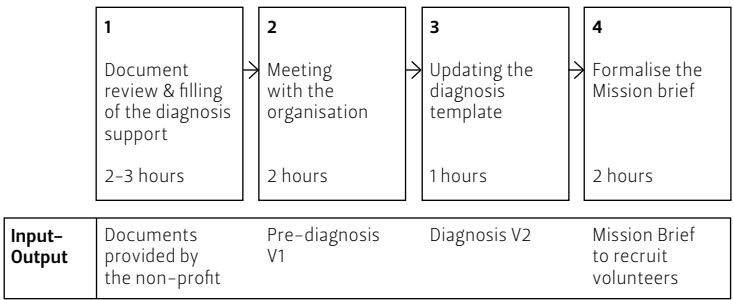 1
Document
review & filling
of the diagnosis
support
2–3 hours
2
Meeting
with the
organisation
2 hours
3
Updating the
diagnosis
template
1 hours
4
Formalise the
Mission brief
2 hours
Input–
Output
Documents
provided by
the non–profit
Pre–diagnosis
V1
Diagnosis V2
Mission Brief
to recruit
volunteers